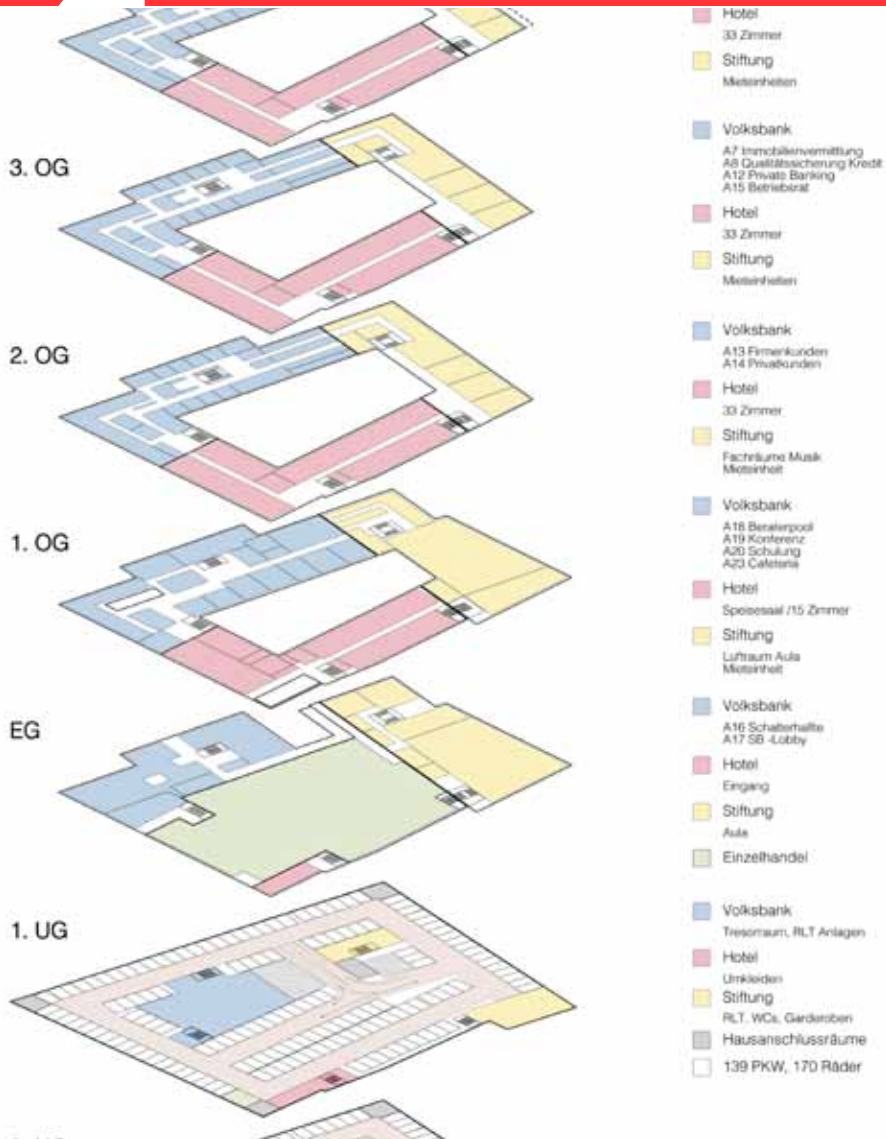 Hotel
33 Zimmer
Stiftung
Mieteinheiten
3. OG
Volksbank
A7 Immobilienvermittlung
A8 Qualitätssicherung Kredit
A12 Private Banking
A15 Betriebsrat
Hotel
33 Zimmer
Stiftung
Mieteinheiten
2. OG
Volksbank
A13 Firmenkunden
A14 Privatkunden
Hotel
33 Zimmer
Stiftung
Fachräume Musik
Mieteinheit
1. OG
Volksbank
A18 Beraterpool
A19 Konferenz
A20 Schulung
A23 Cafeteria
Hotel
Speisesaal /15 Zimmer
Stiftung
Luftraum Aula
Mieteinheit
EG
Volksbank
A16 Schalterhallte
A17 SB -Lobby
Hotel
Eingang
Stiftung
Aula
Einzelhandel
1. UG
Volksbank
Tresorraum, RLT Anlagen
Hotel
Umkleiden
Stiftung
RLT, WCs, Garderoben
Hausanschlussräume
139 PKW, 170 Räder